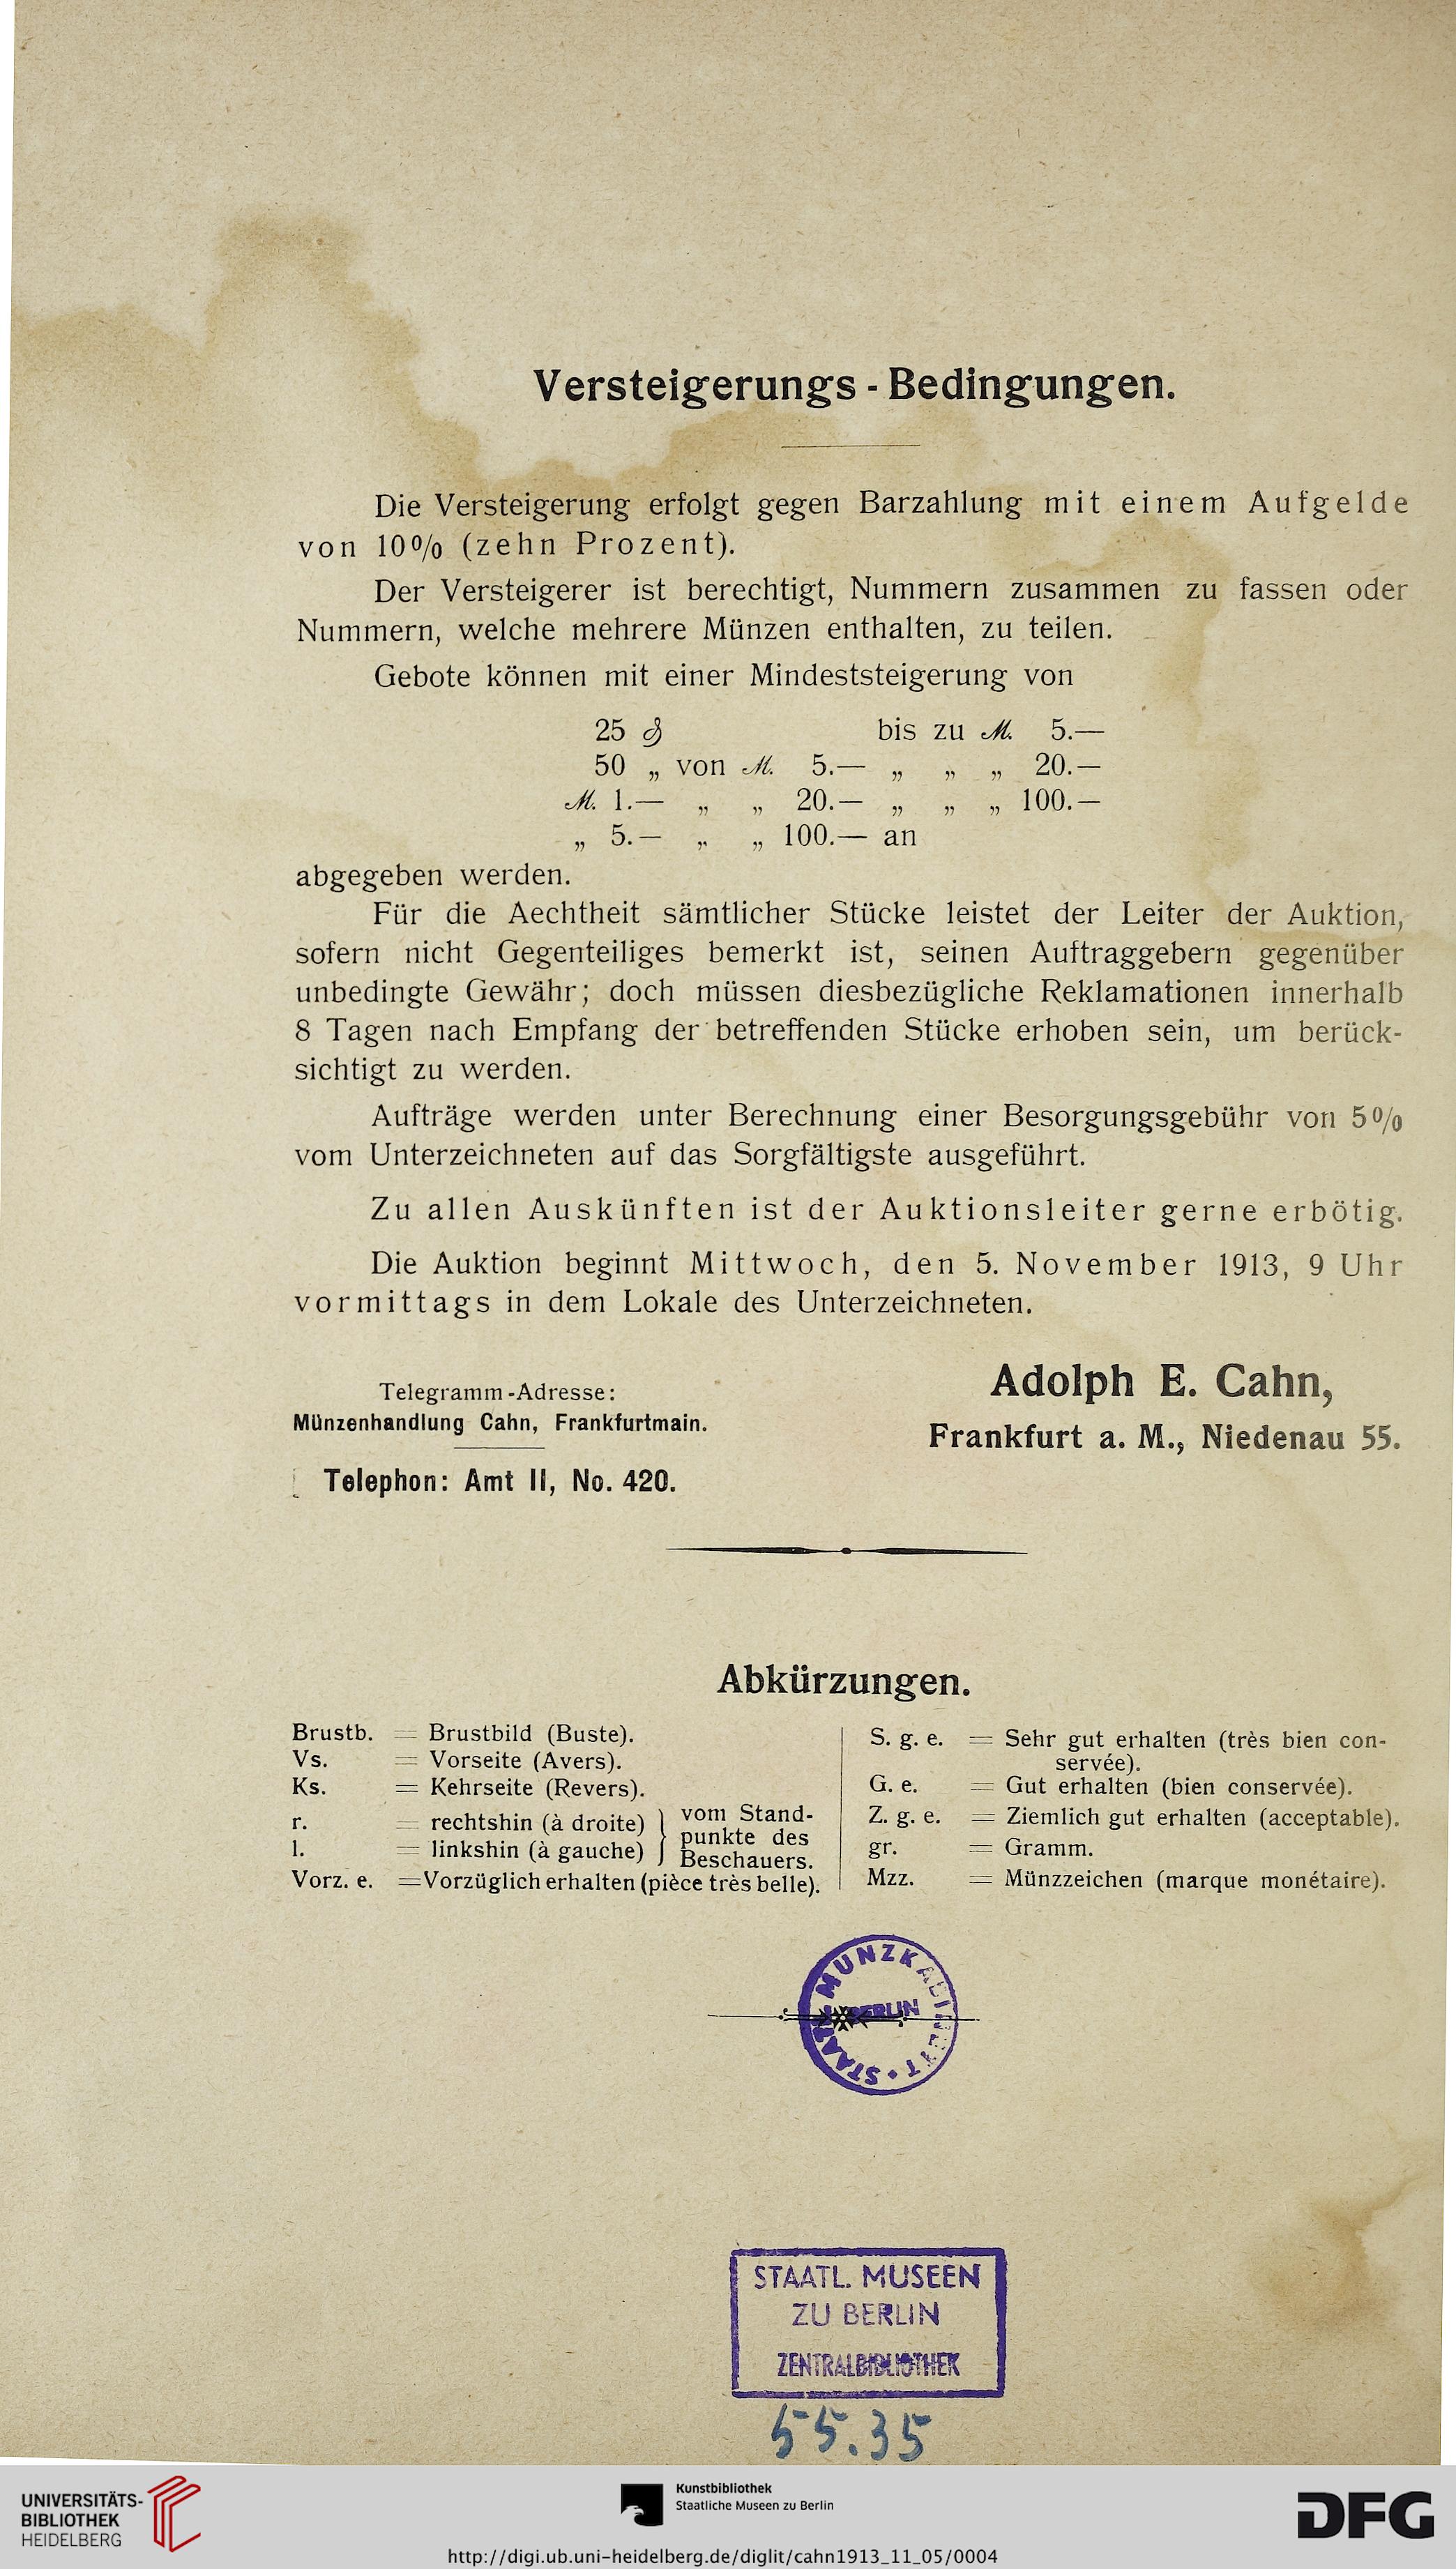 Versteigerungs - Bedingungen.
Die Versteigerung erfolgt gegen Barzahlung mit einem Aufgelde
von 10% (zehn Prozent).
Der Versteigerer ist berechtigt, Nummern zusammen zu fassen oder
Nummern, welche mehrere Münzen enthalten, zu teilen.
Gebote können mit einer Mindeststeigerung von
25 ₰ bis zu ℳ. 5.—
50 „ von ℳ. 5.— „ „ „ 20.—
ℳ. 1.— „ „ 20.— „ „ „ 100.—
„ 5.— „ „ 100.— an
abgegeben werden.
Für die Aechtheit sämtlicher Stücke leistet der Leiter der Auktion,
sofern nicht Gegenteiliges bemerkt ist, seinen Auftraggebern gegenüber
unbedingte Gewähr; doch müssen diesbezügliche Reklamationen innerhalb
8 Tagen nach Empfang der betreffenden Stücke erhoben sein, um berück-
sichtigt zu werden.
Aufträge werden unter Berechnung einer Besorgungsgebühr von 5%
vom Unterzeichneten auf das Sorgfältigste ausgeführt.
Zu allen Auskünften ist der Auktionsleiter gerne erbötig.
Die Auktion beginnt Mittwoch, den 5. November 1913, 9 Uhr
vormittags in dem Lokale des Unterzeichneten.
Telegramm-Adresse:
Münzenhandlung Cahn, Frankfurtmain.
Telephon: Amt II, No. 420.
Adolph E. Cahn,
Frankfurt a. M., Niedenau 55.
Abkürzungen.
Brustb. = Brustbild (Buste).
Vs. = Vorseite (Avers).
Ks. = Kehrseite (Revers).
r. = rechtshin (à droite)
l. = linkshin (à gauche)
vom Stand-
punkte des
Beschauers.
Vorz. e. = Vorzüglich erhalten (pièce très belle).
S. g. e. = Sehr gut erhalten (très bien con-
servée).
G. e. = Gut erhalten (bien conservée).
Z. g. e. = Ziemlich gut erhalten (acceptable).
gr. = Gramm.
Mzz. = Münzzeichen (marque monétaire).
MÜNZKABINETT
BERLIN
STAATL. MUSEEN
ZU BERLIN
ZENTRALBIBLIOTHEK
55.35
UNIVERSITÄTS-
BIBLIOTHEK
HEIDELBERG
Kunstbibliothek
Staatliche Museen zu Berlin
DFG
http://digi.ub.uni-heidelberg.de/diglit/cahn1913_11_05/0004